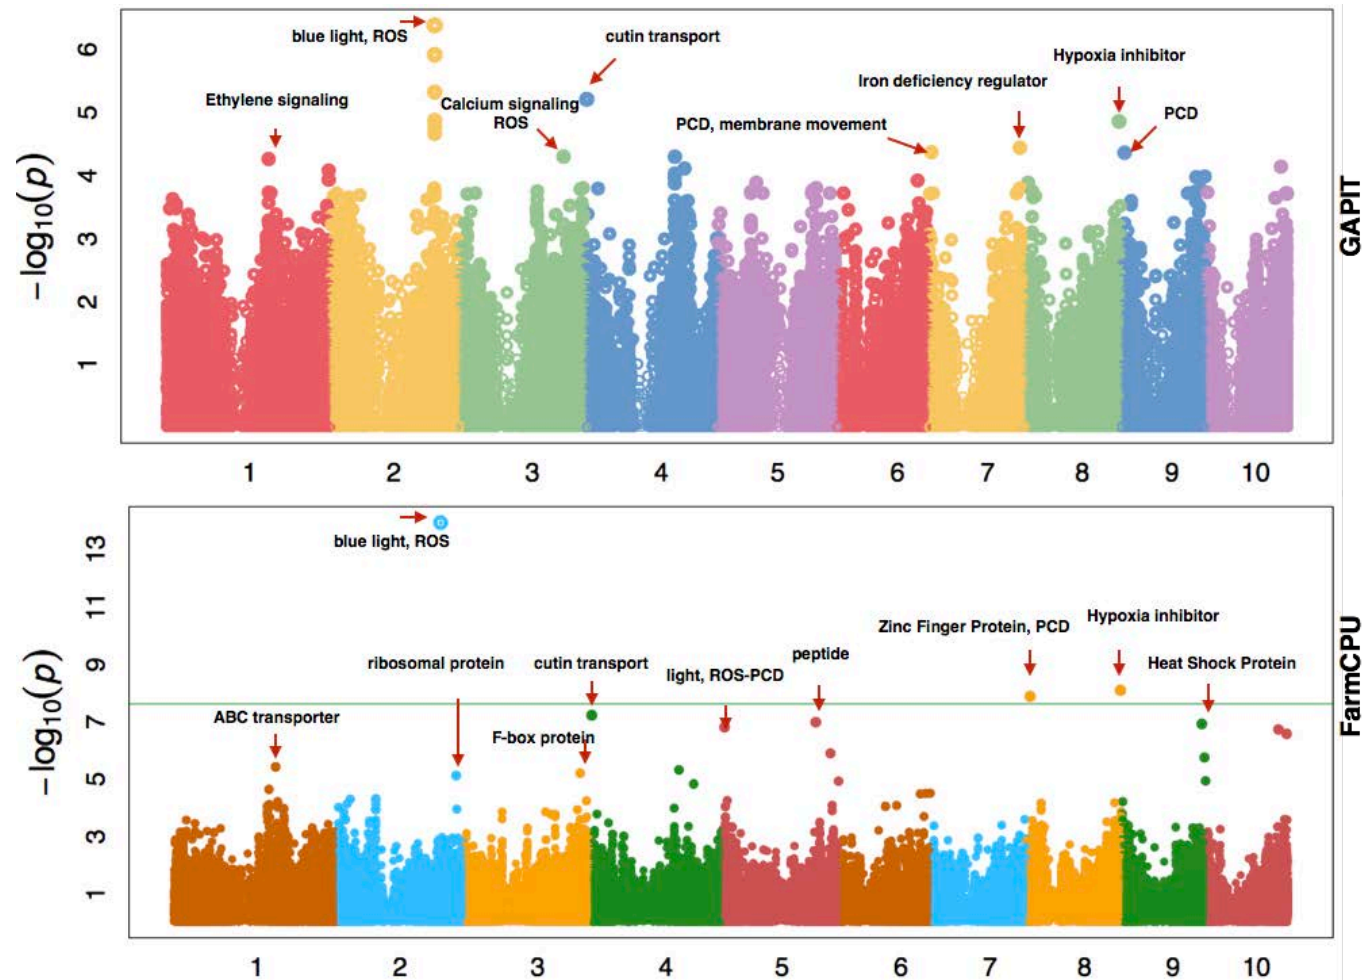 blue light, ROS
cutin transport
Hypoxia inhibitor
Iron deficiency regulator
Ethylene signaling
Calcium signaling
ROS
PCD
PCD, membrane movement
−log10(p)
6
5
4
3
2
1
GAPIT
1 2 3 4 5 6 7 8 9 10
blue light, ROS
Hypoxia inhibitor
Zinc Finger Protein, PCD
peptide
ribosomal protein
cutin transport
light, ROS-PCD
Heat Shock Protein
ABC transporter
F-box protein
−log10(p)
13
11
9
7
5
3
1
FarmCPU
1 2 3 4 5 6 7 8 9 10